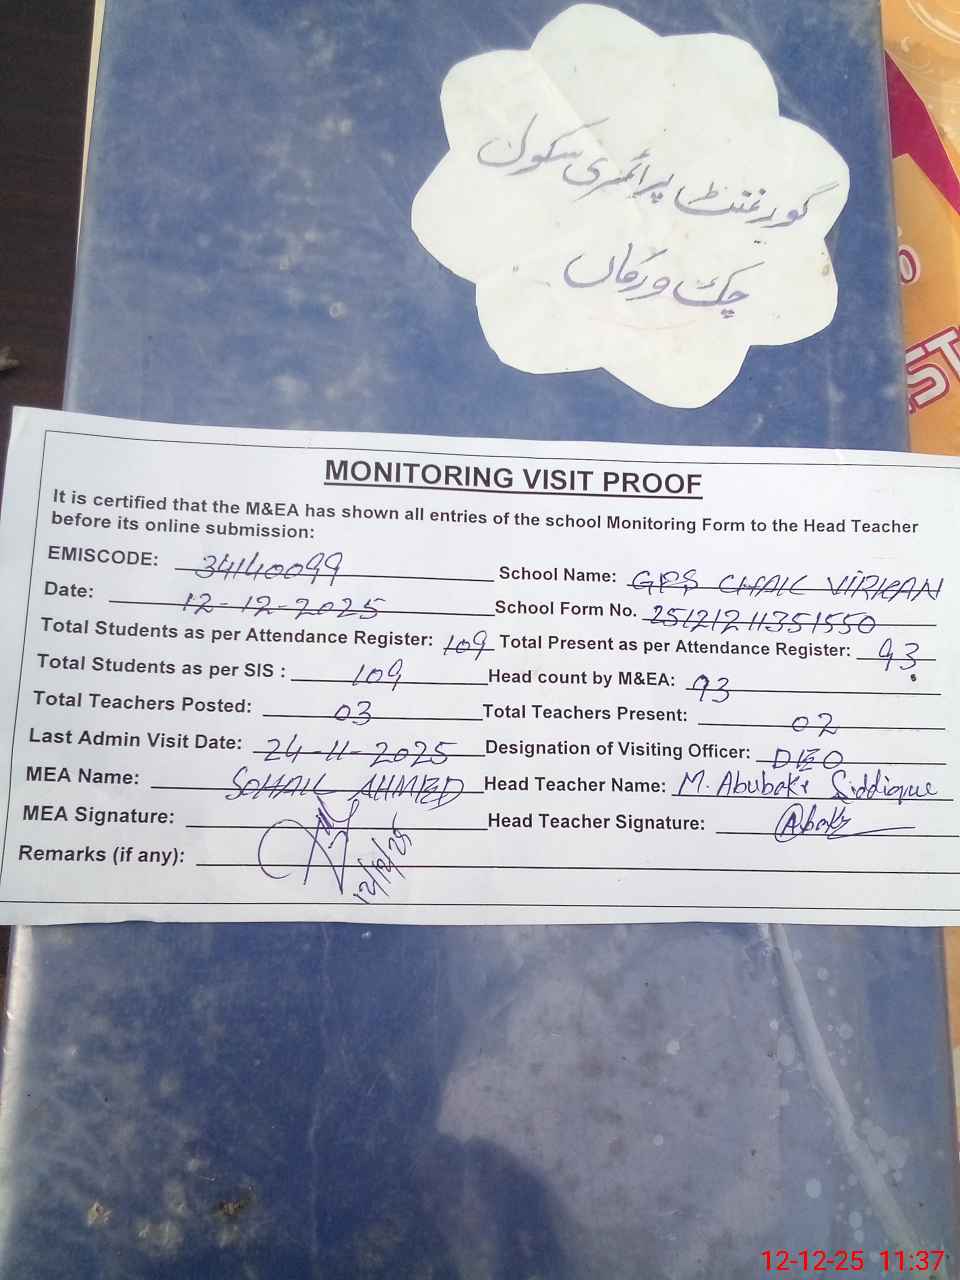 گورنمنٹ پرائمری سکول
چک ورکاں
ST
MONITORING VISIT PROOF
It is certified that the M&EA has shown all entries of the school Monitoring Form to the Head Teacher
before its online submission:
EMISCODE: 34140099 School Name: GPS CHAK VIRKAN
Date: 12-12-2025 School Form No. 25121211351550
Total Students as per Attendance Register: 109 Total Present as per Attendance Register: 93
Total Students as per SIS : 109 Head count by M&EA: 93
Total Teachers Posted: 03 Total Teachers Present: 02
Last Admin Visit Date: 24-11-2025 Designation of Visiting Officer: DEO
MEA Name: SOHAIL AHMED Head Teacher Name: M. Abubakr Siddique
MEA Signature: Head Teacher Signature: Abakr
Remarks (if any): 12/12/25
12-12-25 11:37